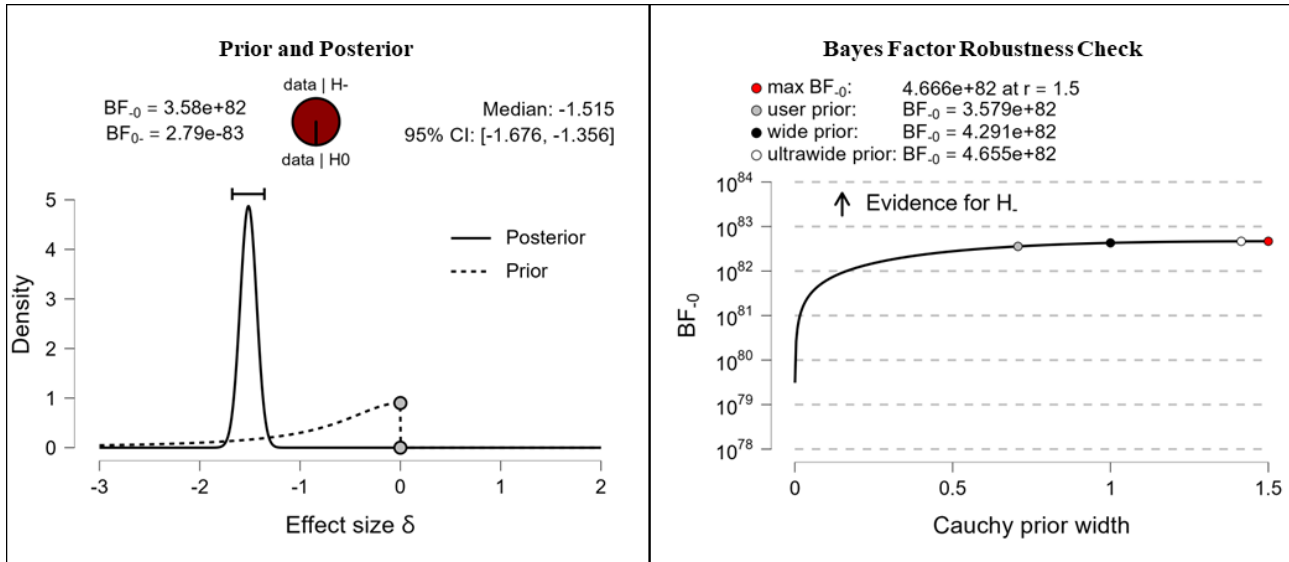 Prior and Posterior
data | H-
BF-0 = 3.58e+82
BF0- = 2.79e-83
data | H0
Median: -1.515
95% CI: [-1.676, -1.356]
5
4
3
2
1
0
Density
Posterior
Prior
-3 -2 -1 0 1 2
Effect size δ
Bayes Factor Robustness Check
max BF-0: 4.666e+82 at r = 1.5
user prior: BF-0 = 3.579e+82
wide prior: BF-0 = 4.291e+82
ultrawide prior: BF-0 = 4.655e+82
10^84
Evidence for H-
10^83
10^82
10^81
10^80
10^79
10^78
BF-0
0 0.5 1 1.5
Cauchy prior width